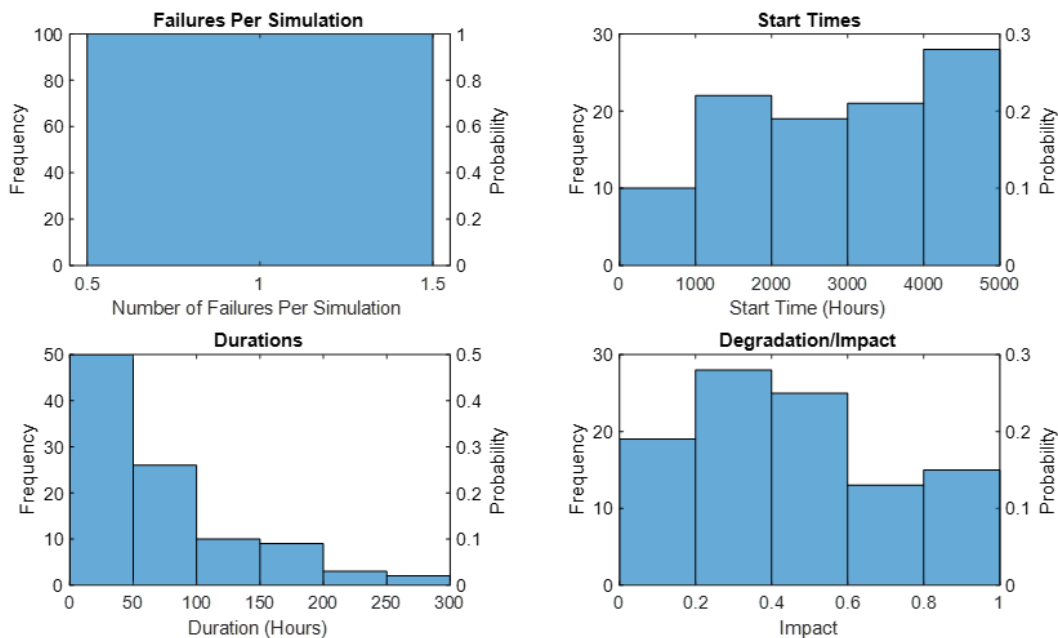 Failures Per Simulation
100
80
60
40
20
0
Frequency
1
0.8
0.6
0.4
0.2
0
Probability
0.5 1 1.5
Number of Failures Per Simulation
Start Times
30
20
10
0
Frequency
0.3
0.2
0.1
0
Probability
0 1000 2000 3000 4000 5000
Start Time (Hours)
Durations
50
40
30
20
10
0
Frequency
0.5
0.4
0.3
0.2
0.1
0
Probability
0 50 100 150 200 250 300
Duration (Hours)
Degradation/Impact
30
20
10
0
Frequency
0.3
0.2
0.1
0
Probability
0 0.2 0.4 0.6 0.8 1
Impact